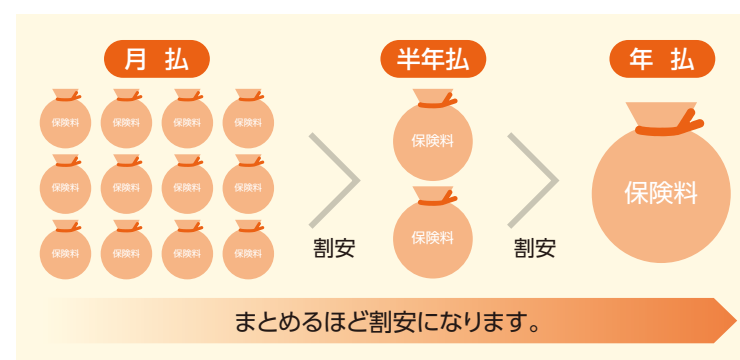 月 払
半年払
年 払
保険料 保険料 保険料 保険料
保険料 保険料 保険料 保険料
保険料 保険料 保険料 保険料
割安
保険料
保険料
割安
保険料
まとめるほど割安になります。